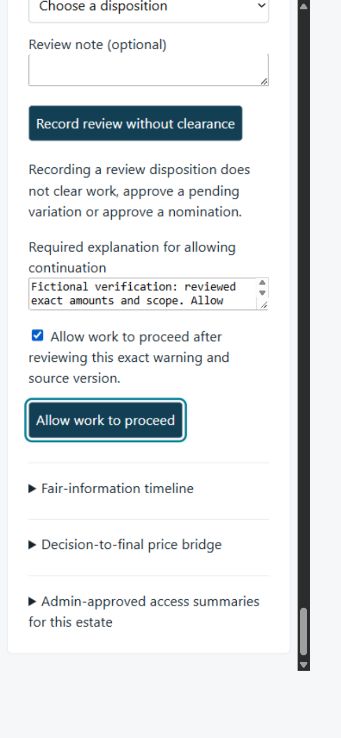 Choose a disposition
Review note (optional)
Record review without clearance
Recording a review disposition does
not clear work, approve a pending
variation or approve a nomination.
Required explanation for allowing
continuation
Fictional verification: reviewed
exact amounts and scope. Allow
Allow work to proceed after
reviewing this exact warning and
source version.
Allow work to proceed
Fair-information timeline
Decision-to-final price bridge
Admin-approved access summaries
for this estate